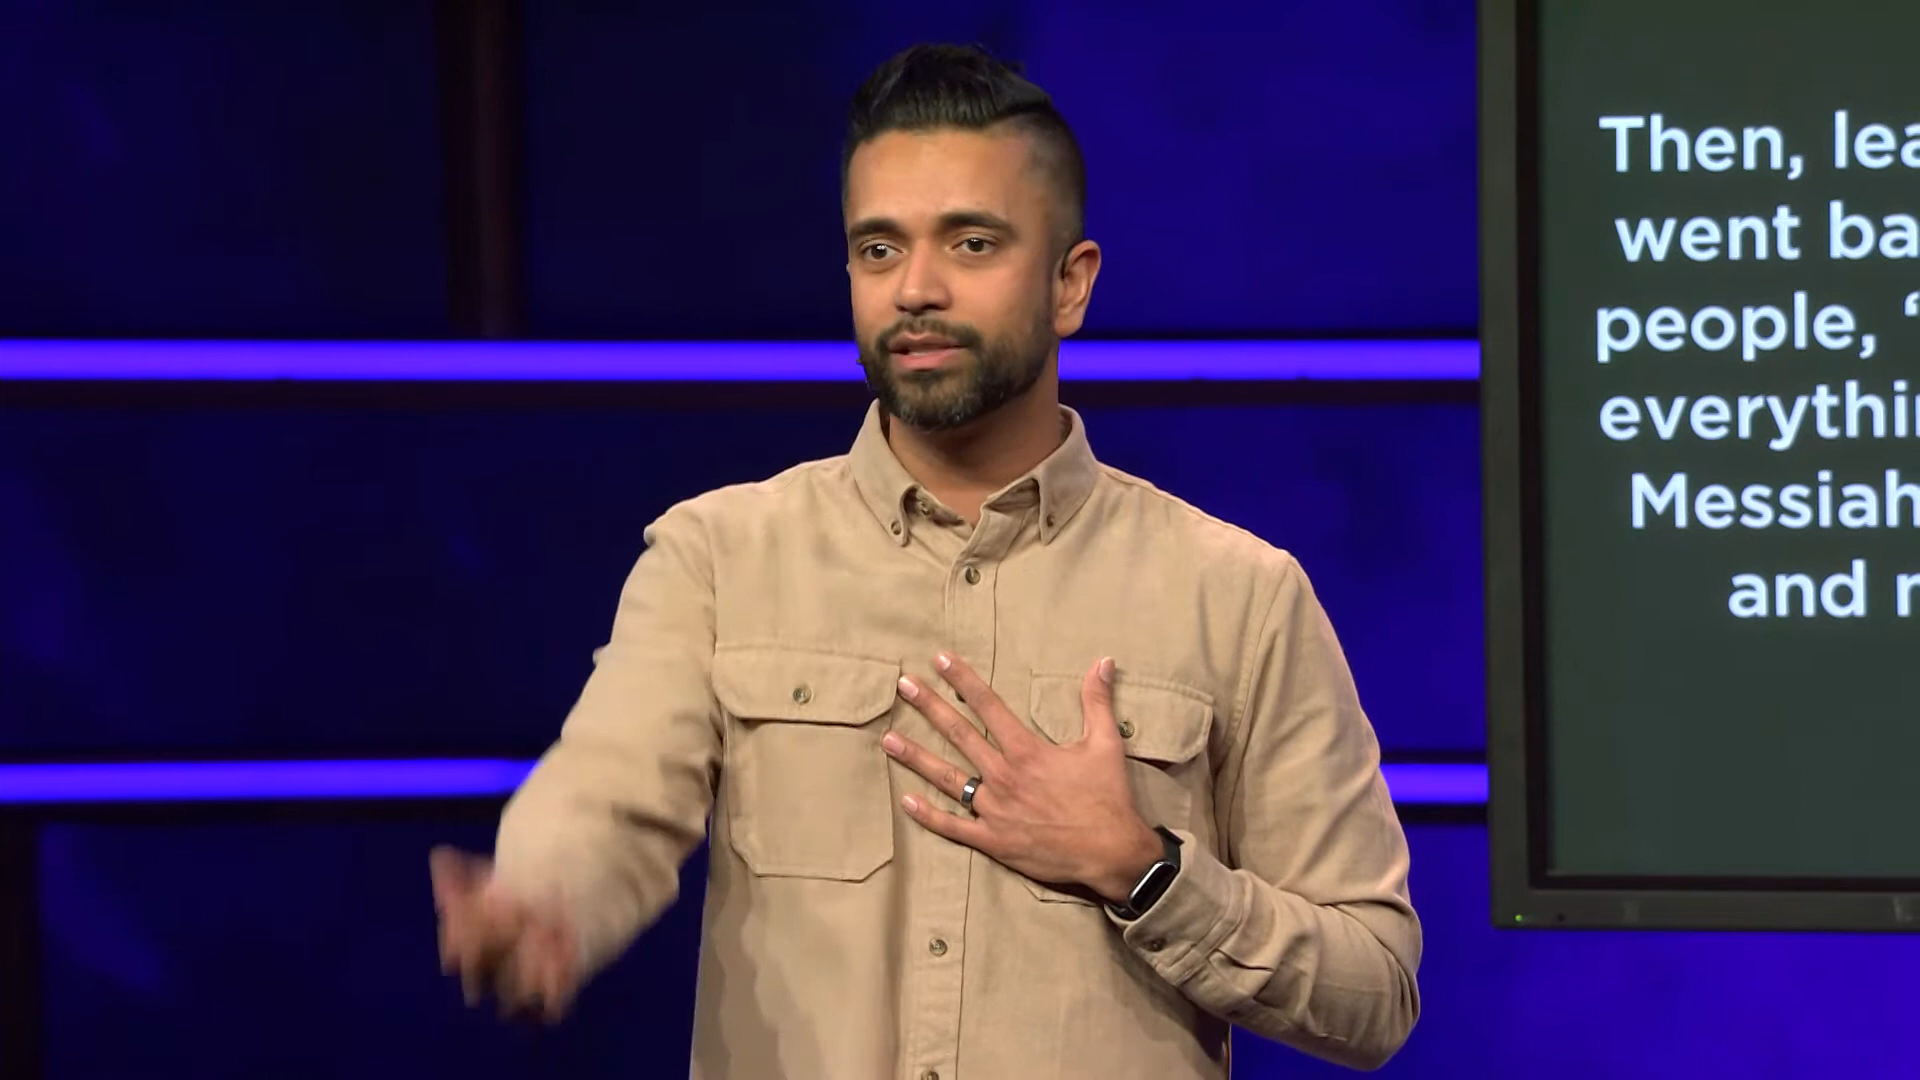 Then, lea
went ba
people, “
everythi
Messiah
and